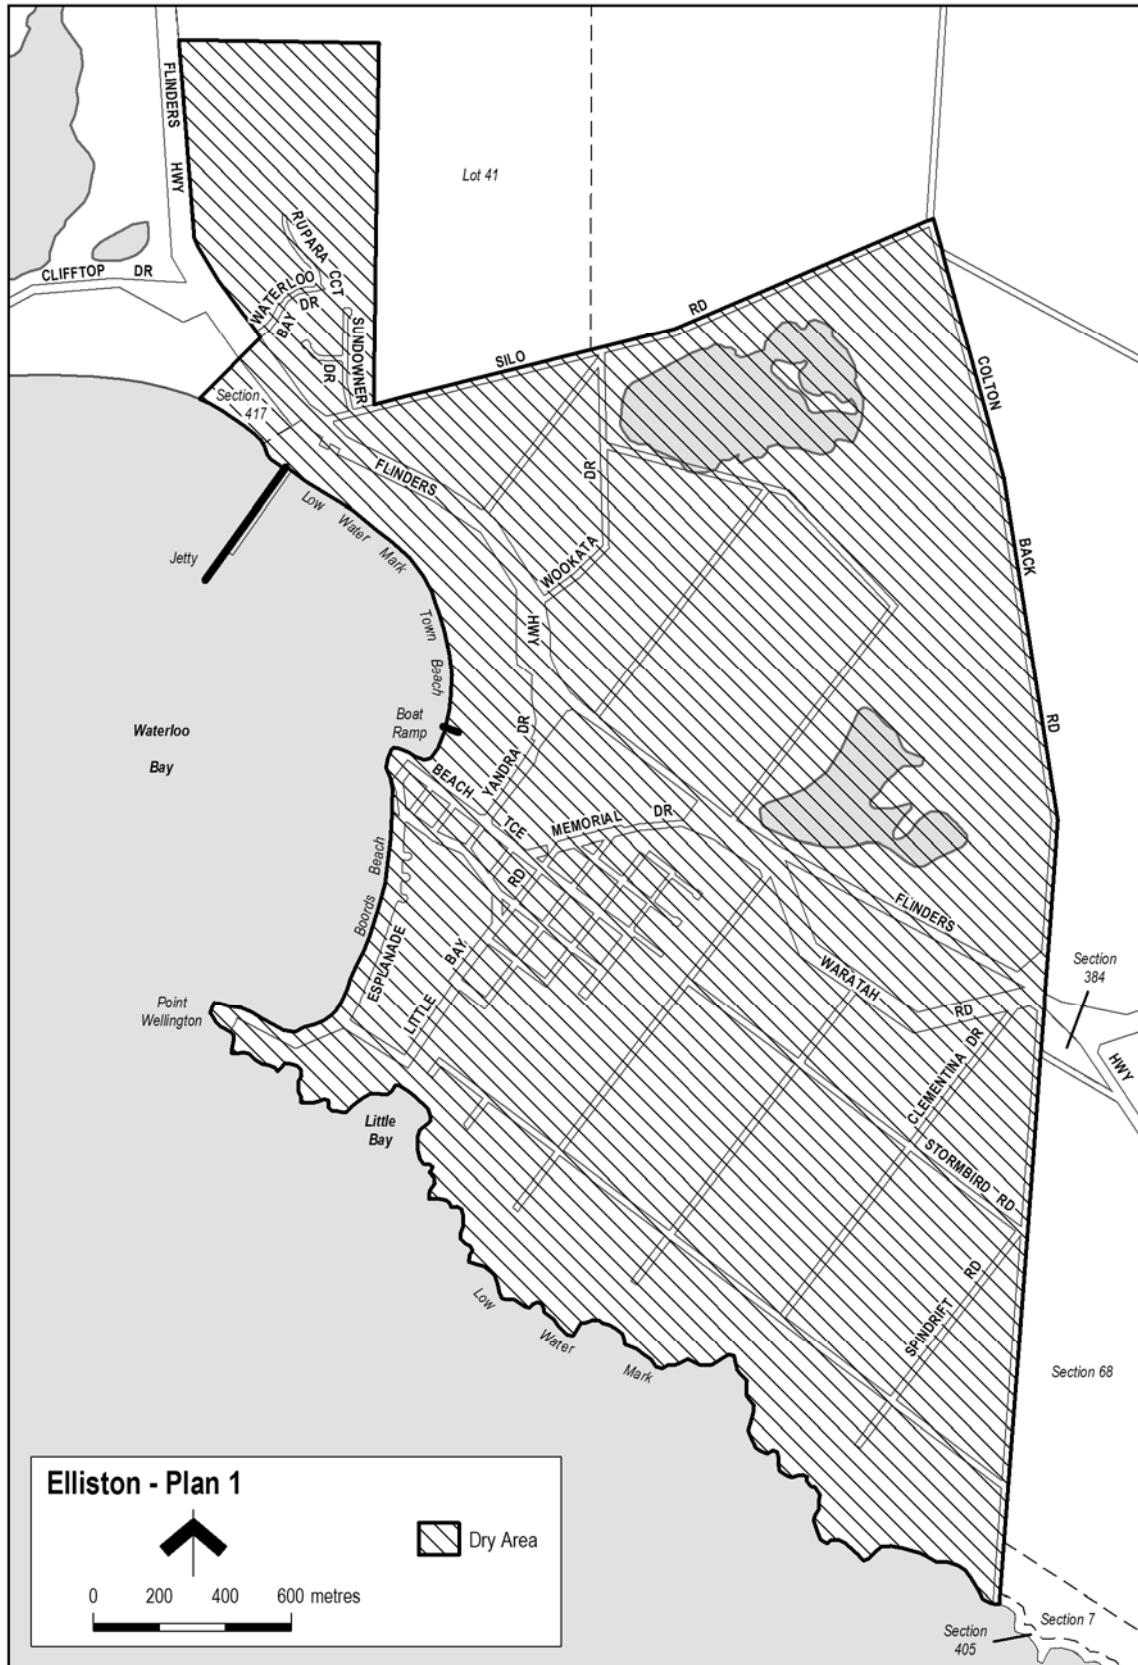 FLINDERS
HWY
Lot 41
CLIFFTOP DR
RUPARA CCT
WATERLOO
BAY
DR
SUNDOWNER
DR
SILO
RD
COLTON
BACK
RD
Section
417
FLINDERS
HWY
Low
Water
Mark
Jetty
WOOKATA
DR
Town
Beach
Boat
Ramp
Waterloo
Bay
BEACH
TCE
YANDRA
DR
MEMORIAL
DR
RD
Boords
Beach
ESPLANADE
LITTLE
BAY
FLINDERS
WARATAH
RD
Section
384
HWY
Point
Wellington
CLEMENTINA DR
Little
Bay
STORMBIRD RD
SPINDRIFT
RD
Low
Water
Mark
Section 68
Elliston - Plan 1
Dry Area
0 200 400 600 metres
Section 7
Section
405